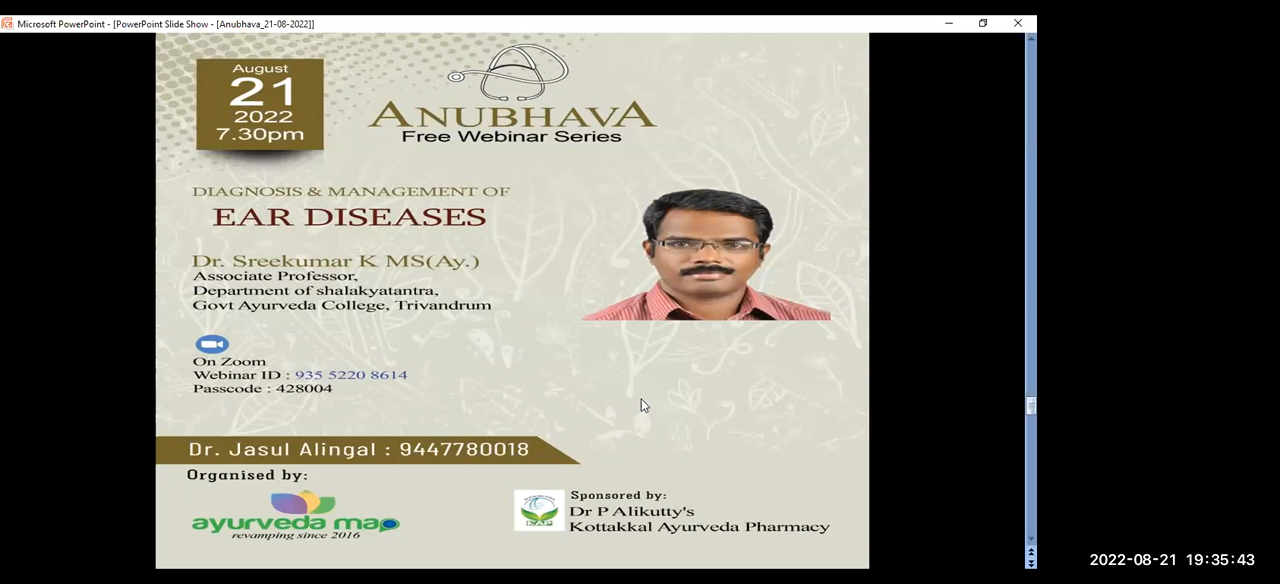 Microsoft PowerPoint - [PowerPoint Slide Show - [Anubhava_21-08-2022]]
August
21
2022
7.30pm
ANUBHAVA
Free Webinar Series
DIAGNOSIS & MANAGEMENT OF
EAR DISEASES
Dr. Sreekumar K MS(Ay.)
Associate Professor,
Department of shalakyatantra,
Govt Ayurveda College, Trivandrum
On Zoom
Webinar ID : 935 5220 8614
Passcode : 428004
Dr. Jasul Alingal : 9447780018
Organised by:
ayurveda map
revamping since 2016
Sponsored by:
KAP
Dr P Alikutty's
Kottakkal Ayurveda Pharmacy
2022-08-21 19:35:43